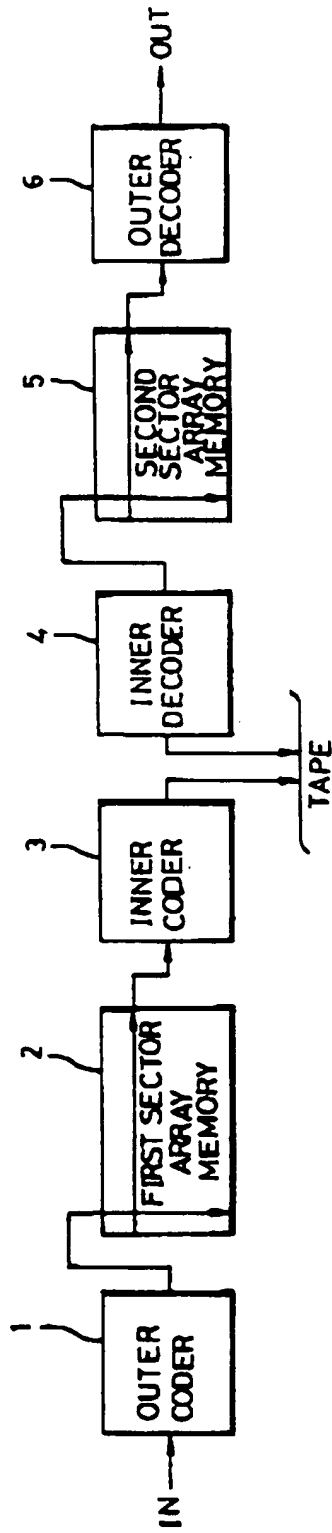 IN
1
OUTER
CODER
2
FIRST SECTOR
ARRAY
MEMORY
3
INNER
CODER
TAPE
4
INNER
DECODER
5
SECOND
SECTOR
ARRAY
MEMORY
6
OUTER
DECODER
OUT